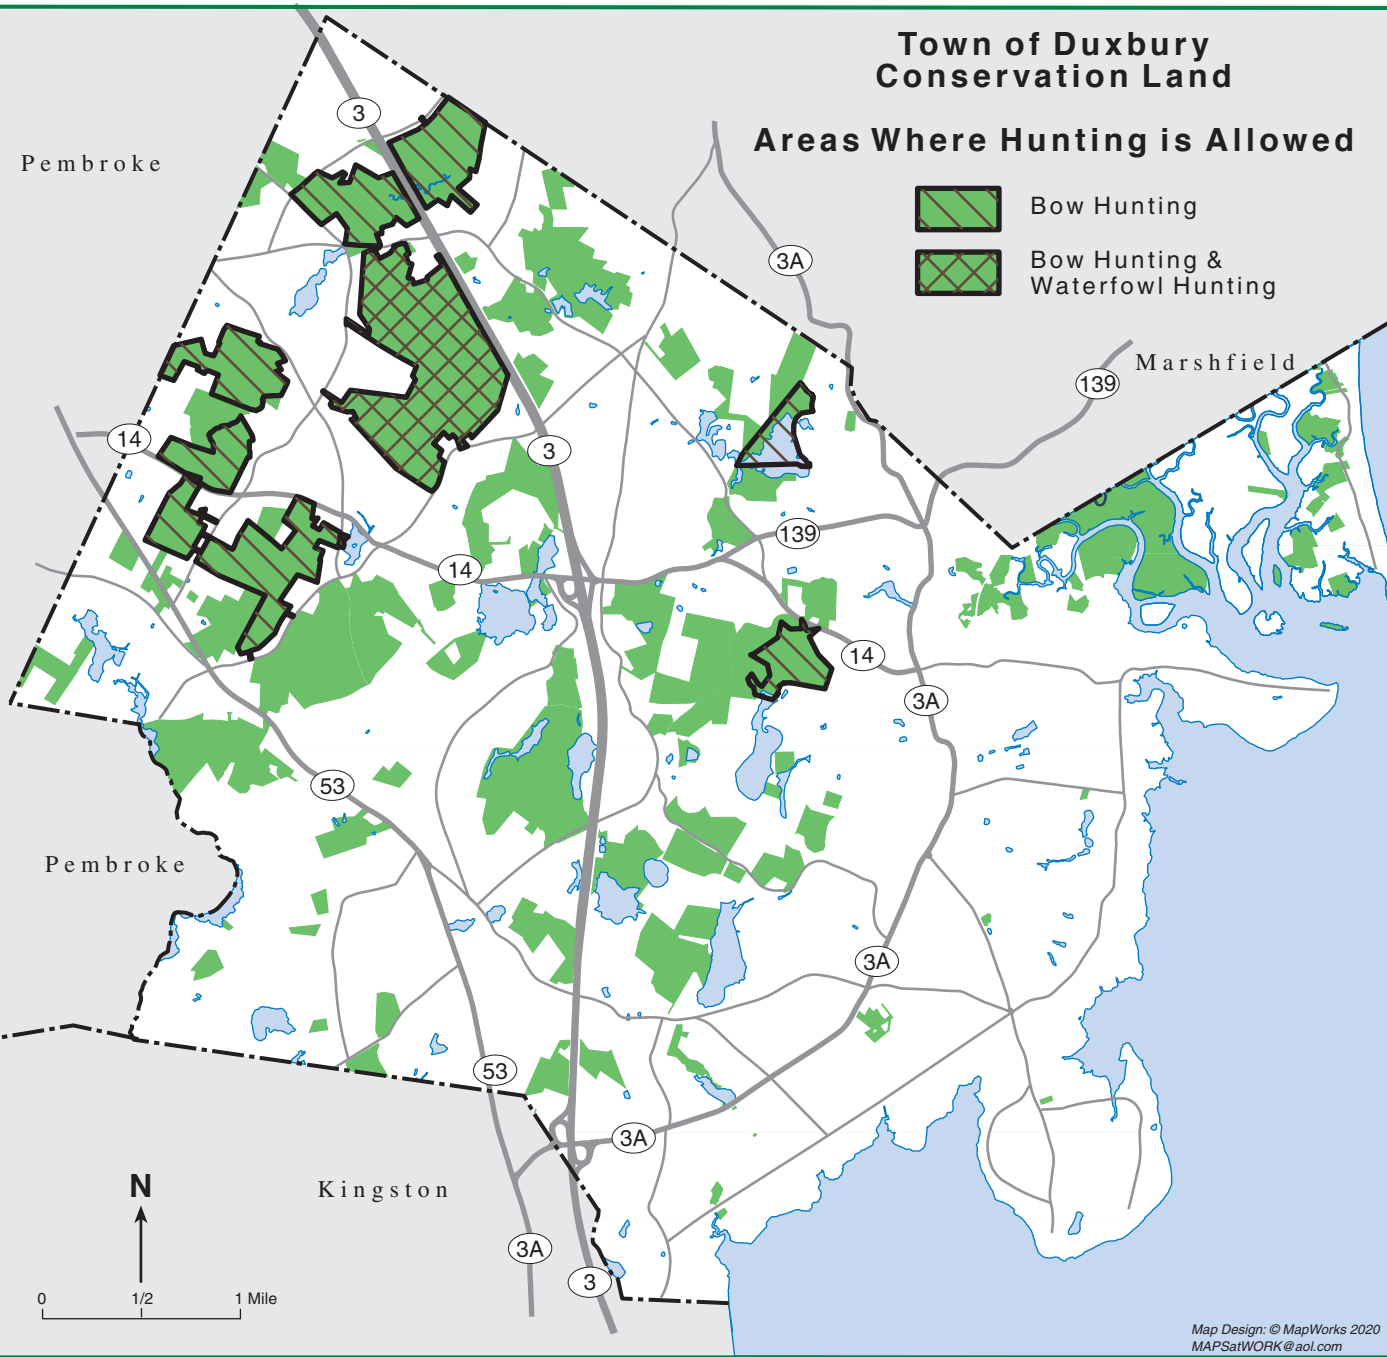 Town of Duxbury
Conservation Land
Areas Where Hunting is Allowed
Bow Hunting
Bow Hunting &
Waterfowl Hunting
3
Pembroke
3A
Marshfield
139
14
3
139
14
14
3A
53
Pembroke
3A
53
3A
Kingston
N
3A
3
0 1/2 1 Mile
Map Design: © MapWorks 2020
MAPSatWORK@aol.com